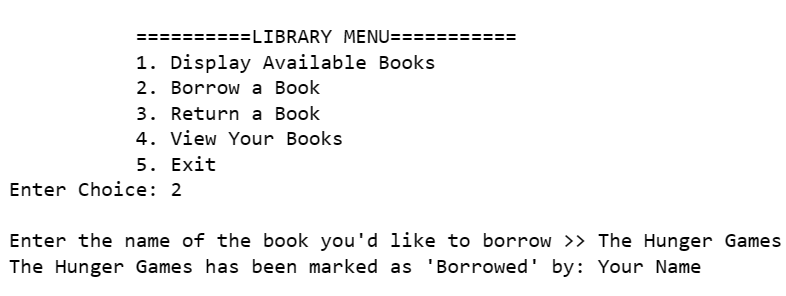 ==========LIBRARY MENU===========
1. Display Available Books
2. Borrow a Book
3. Return a Book
4. View Your Books
5. Exit
Enter Choice: 2
Enter the name of the book you'd like to borrow >> The Hunger Games
The Hunger Games has been marked as 'Borrowed' by: Your Name